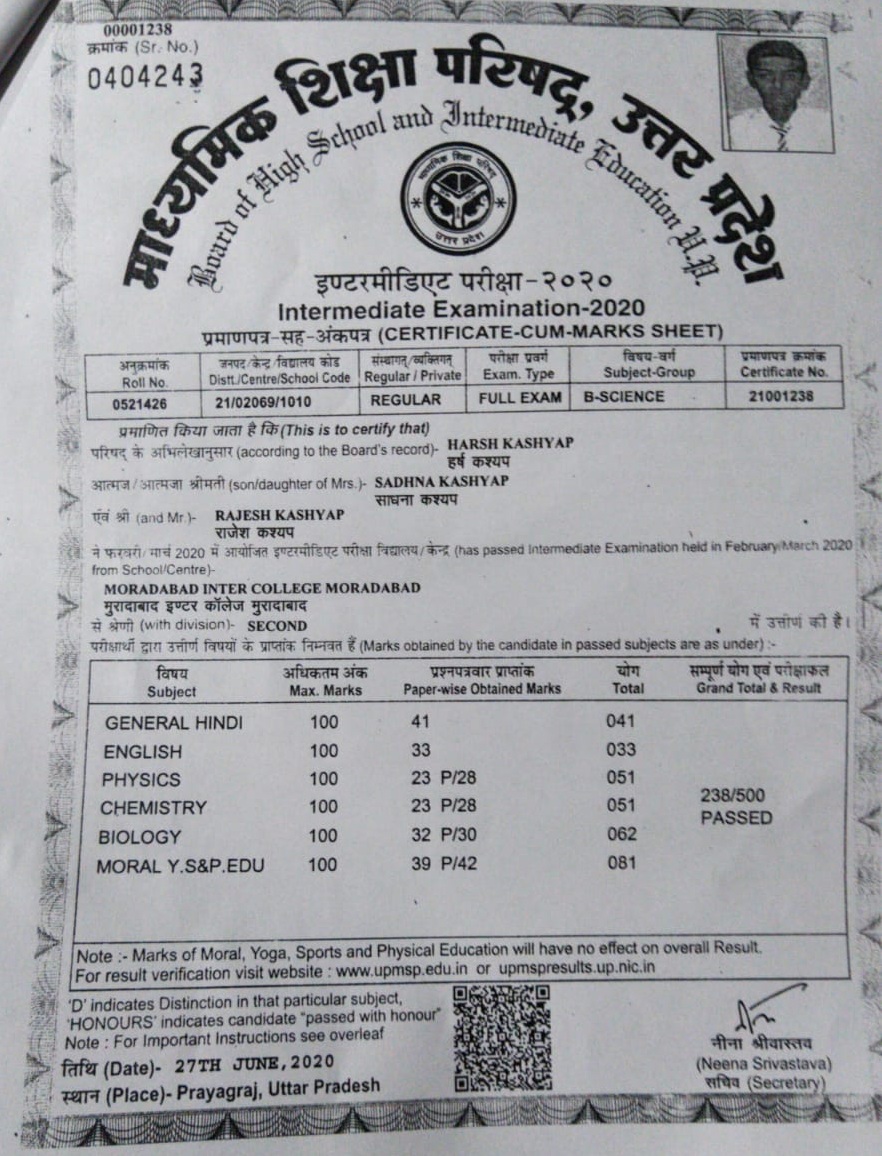 00001238
क्रमांक (Sr. No.)
0404243
माध्यमिक शिक्षा परिषद्, उत्तर प्रदेश
Board of High School and Intermediate Education U.P.
माध्यमिक शिक्षा परिषद्
उत्तर प्रदेश
इण्टरमीडिएट परीक्षा-२०२०
Intermediate Examination-2020
प्रमाणपत्र-सह-अंकपत्र (CERTIFICATE-CUM-MARKS SHEET)
अनुक्रमांक जनपद/केन्द्र/विद्यालय कोड संस्थागत/व्यक्तिगत परीक्षा प्रवर्ग विषय-वर्ग प्रमाणपत्र क्रमांक
Roll No. Distt./Centre/School Code Regular / Private Exam. Type Subject-Group Certificate No.
0521426 21/02069/1010 REGULAR FULL EXAM B-SCIENCE 21001238
प्रमाणित किया जाता है कि (This is to certify that)
परिषद के अभिलेखानुसार (according to the Board's record)- HARSH KASHYAP
हर्ष कश्यप
आत्मज/आत्मजा श्रीमती (son/daughter of Mrs.)- SADHNA KASHYAP
साधना कश्यप
एवं श्री (and Mr.)- RAJESH KASHYAP
राजेश कश्यप
ने फरवरी/मार्च 2020 में आयोजित इण्टरमीडिएट परीक्षा विद्यालय/केन्द्र (has passed Intermediate Examination held in February/March 2020
from School/Centre)-
MORADABAD INTER COLLEGE MORADABAD
मुरादाबाद इण्टर कॉलेज मुरादाबाद
से श्रेणी (with division)- SECOND में उत्तीर्ण की है।
परीक्षार्थी द्वारा उत्तीर्ण विषयों के प्राप्तांक निम्नवत हैं (Marks obtained by the candidate in passed subjects are as under) :-
विषय अधिकतम अंक प्रश्नपत्रवार प्राप्तांक योग सम्पूर्ण योग एवं परीक्षाफल
Subject Max. Marks Paper-wise Obtained Marks Total Grand Total & Result
GENERAL HINDI 100 41 041
ENGLISH 100 33 033
PHYSICS 100 23 P/28 051
238/500
CHEMISTRY 100 23 P/28 051
PASSED
BIOLOGY 100 32 P/30 062
MORAL Y.S&P.EDU 100 39 P/42 081
Note :- Marks of Moral, Yoga, Sports and Physical Education will have no effect on overall Result.
For result verification visit website : www.upmsp.edu.in or upmspresults.up.nic.in
'D' indicates Distinction in that particular subject,
'HONOURS' indicates candidate "passed with honour"
Note : For Important Instructions see overleaf
तिथि (Date)- 27TH JUNE, 2020
स्थान (Place)- Prayagraj, Uttar Pradesh
नीना श्रीवास्तव
(Neena Srivastava)
सचिव (Secretary)